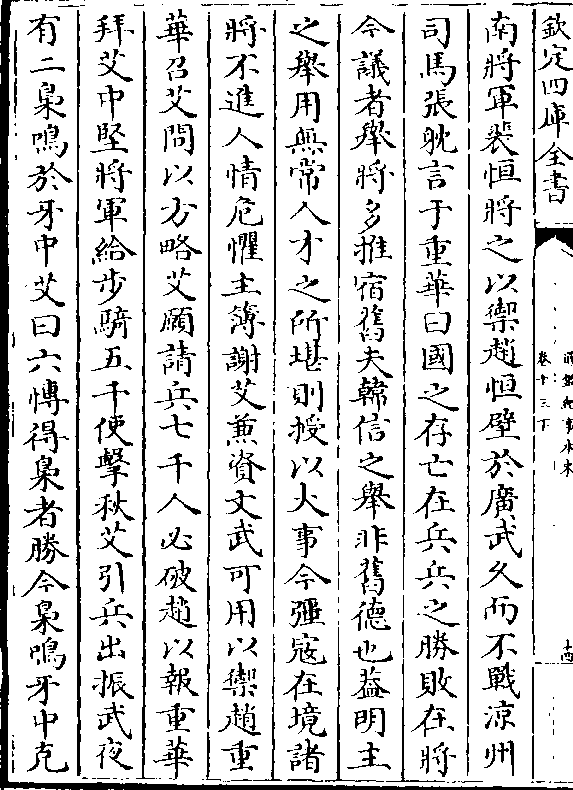 欽定四庫全書
通鑑紀事本末
卷十三下
十四
南將軍裴恒將之以禦趙恒壁於廣武久而不戰涼州
司馬張躭言于重華曰國之存亡在兵兵之勝敗在將
今議者舉將多推宿舊夫韓信之舉非舊德也葢明主
之舉用無常人才之所堪則授以大事今彊寇在境諸
將不進人情危懼主簿謝艾兼資文武可用以禦趙重
華召艾問以方略艾願請兵七千人必破趙以報重華
拜艾中堅將軍給步騎五千使擊秋艾引兵出振武夜
有二梟鳴於牙中艾曰六慱得梟者勝今梟鳴牙中克